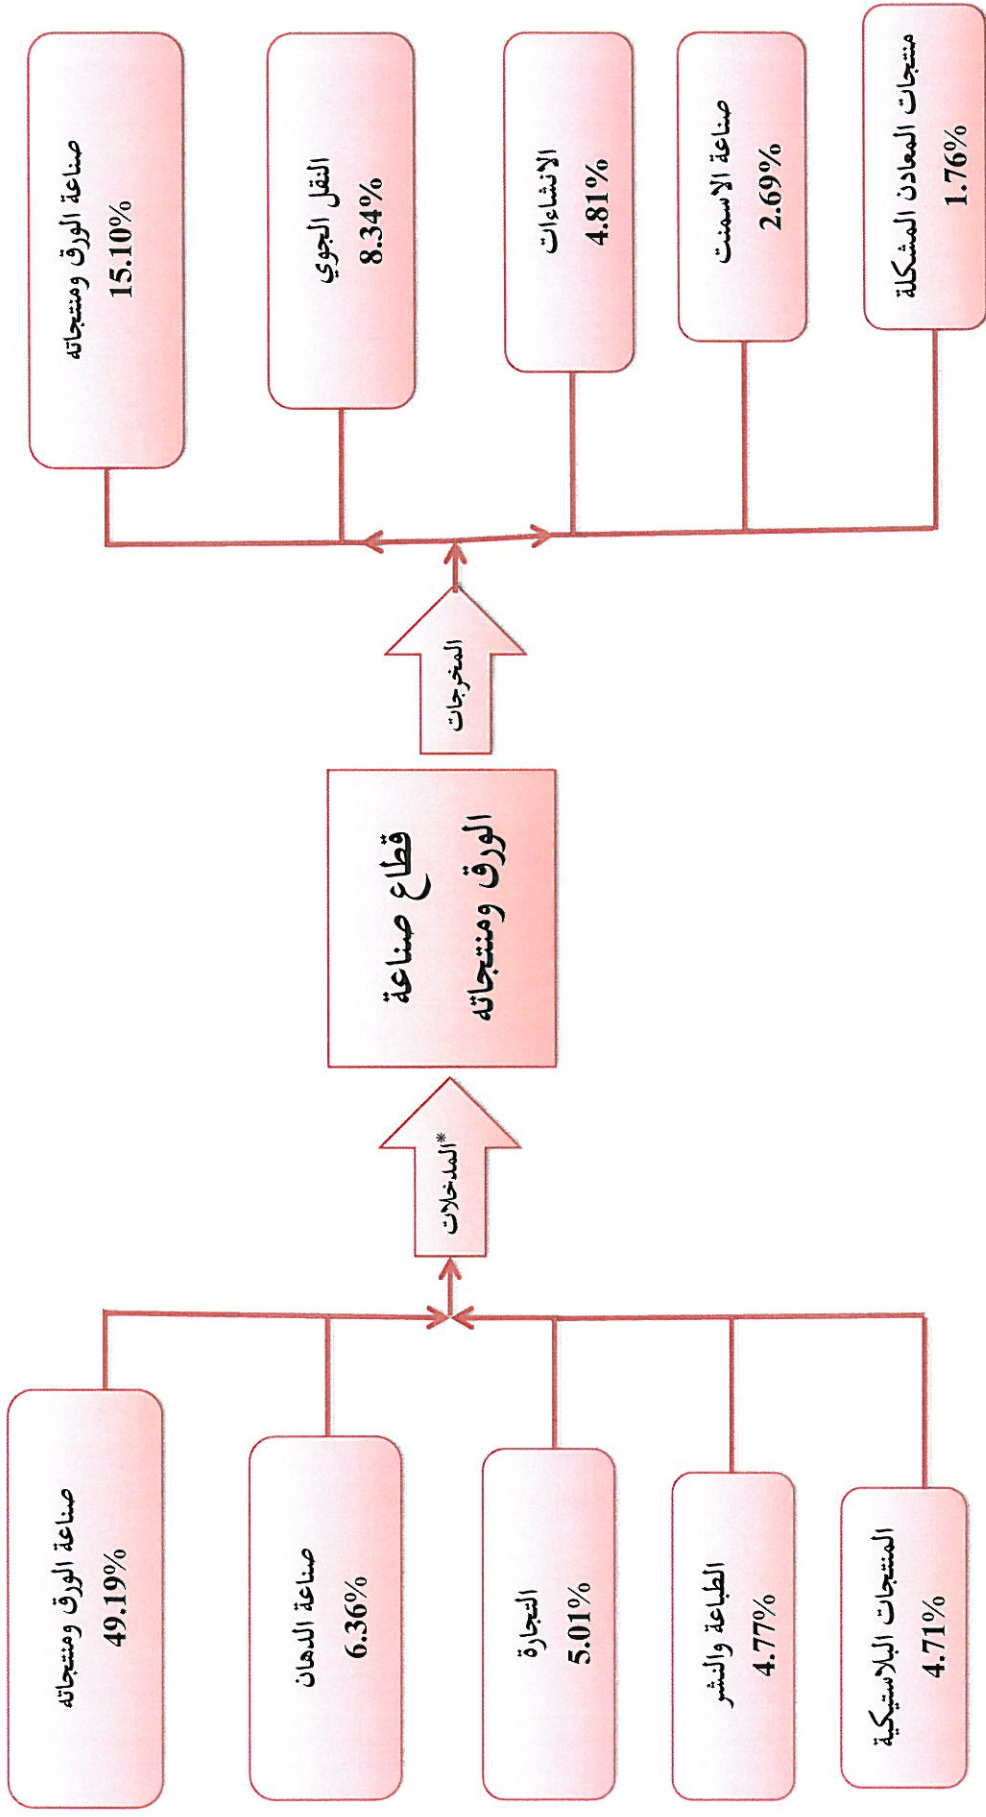 صناعة الورق ومنتجاته
49.19%
صناعة الدهان
6.36%
التجارة
5.01%
الطباعة والنشر
4.77%
المنتجات البلاستيكية
4.71%
المدخلات*
قطاع صناعة
الورق ومنتجاته
المخرجات
صناعة الورق ومنتجاته
15.10%
النقل الجوي
8.34%
الانشاءات
4.81%
صناعة الاسمنت
2.69%
منتجات المعادن المشكلة
1.76%